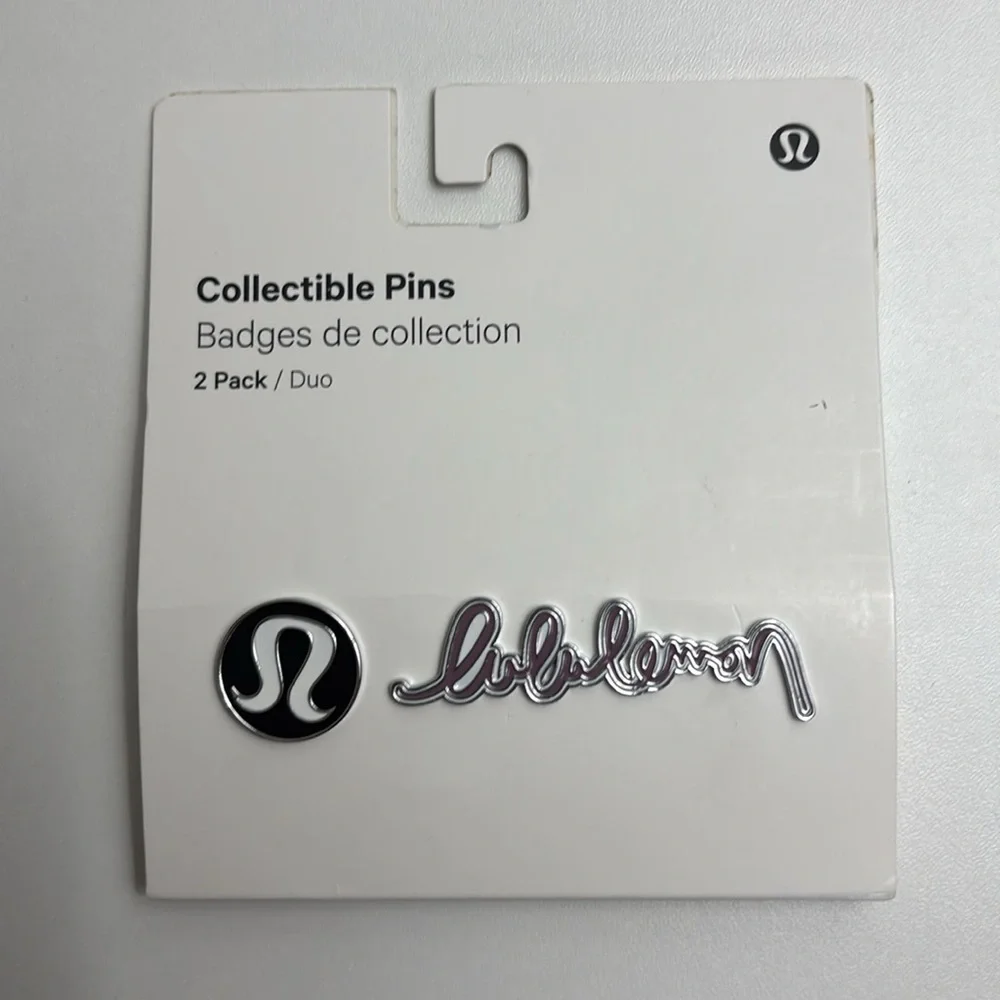 Collectible Pins
Badges de collection
2 Pack / Duo
lululemon